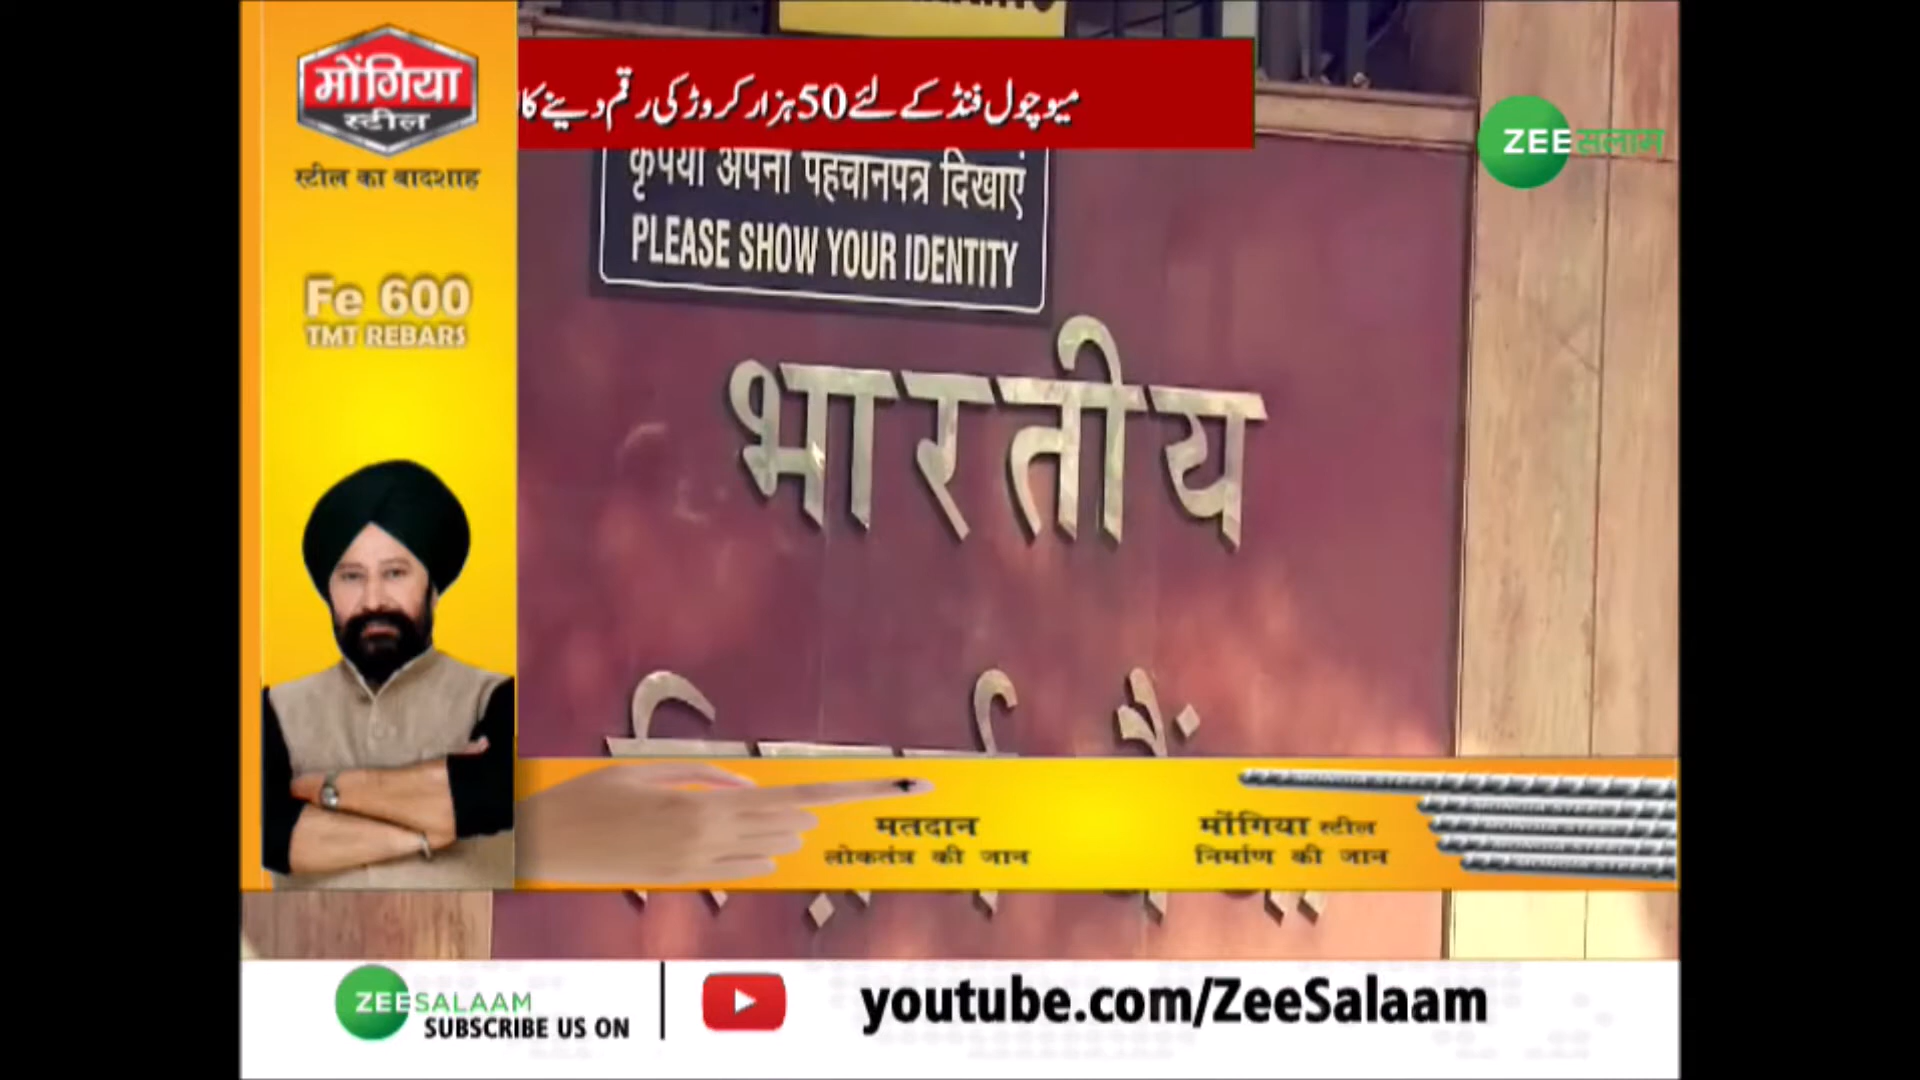 मोंगिया
स्टील
स्टील का बादशाह
Fe 600
TMT REBARS
میوچول فنڈ کے لئے 50 ہزار کروڑ کی رقم دینے کا
ZEE सलाम
कृपया अपना पहचानपत्र दिखाएं
PLEASE SHOW YOUR IDENTITY
भारतीय
मतदान
लोकतंत्र की जान
मोंगिया स्टील
निर्माण की जान
ZEE SALAAM
SUBSCRIBE US ON
youtube.com/ZeeSalaam